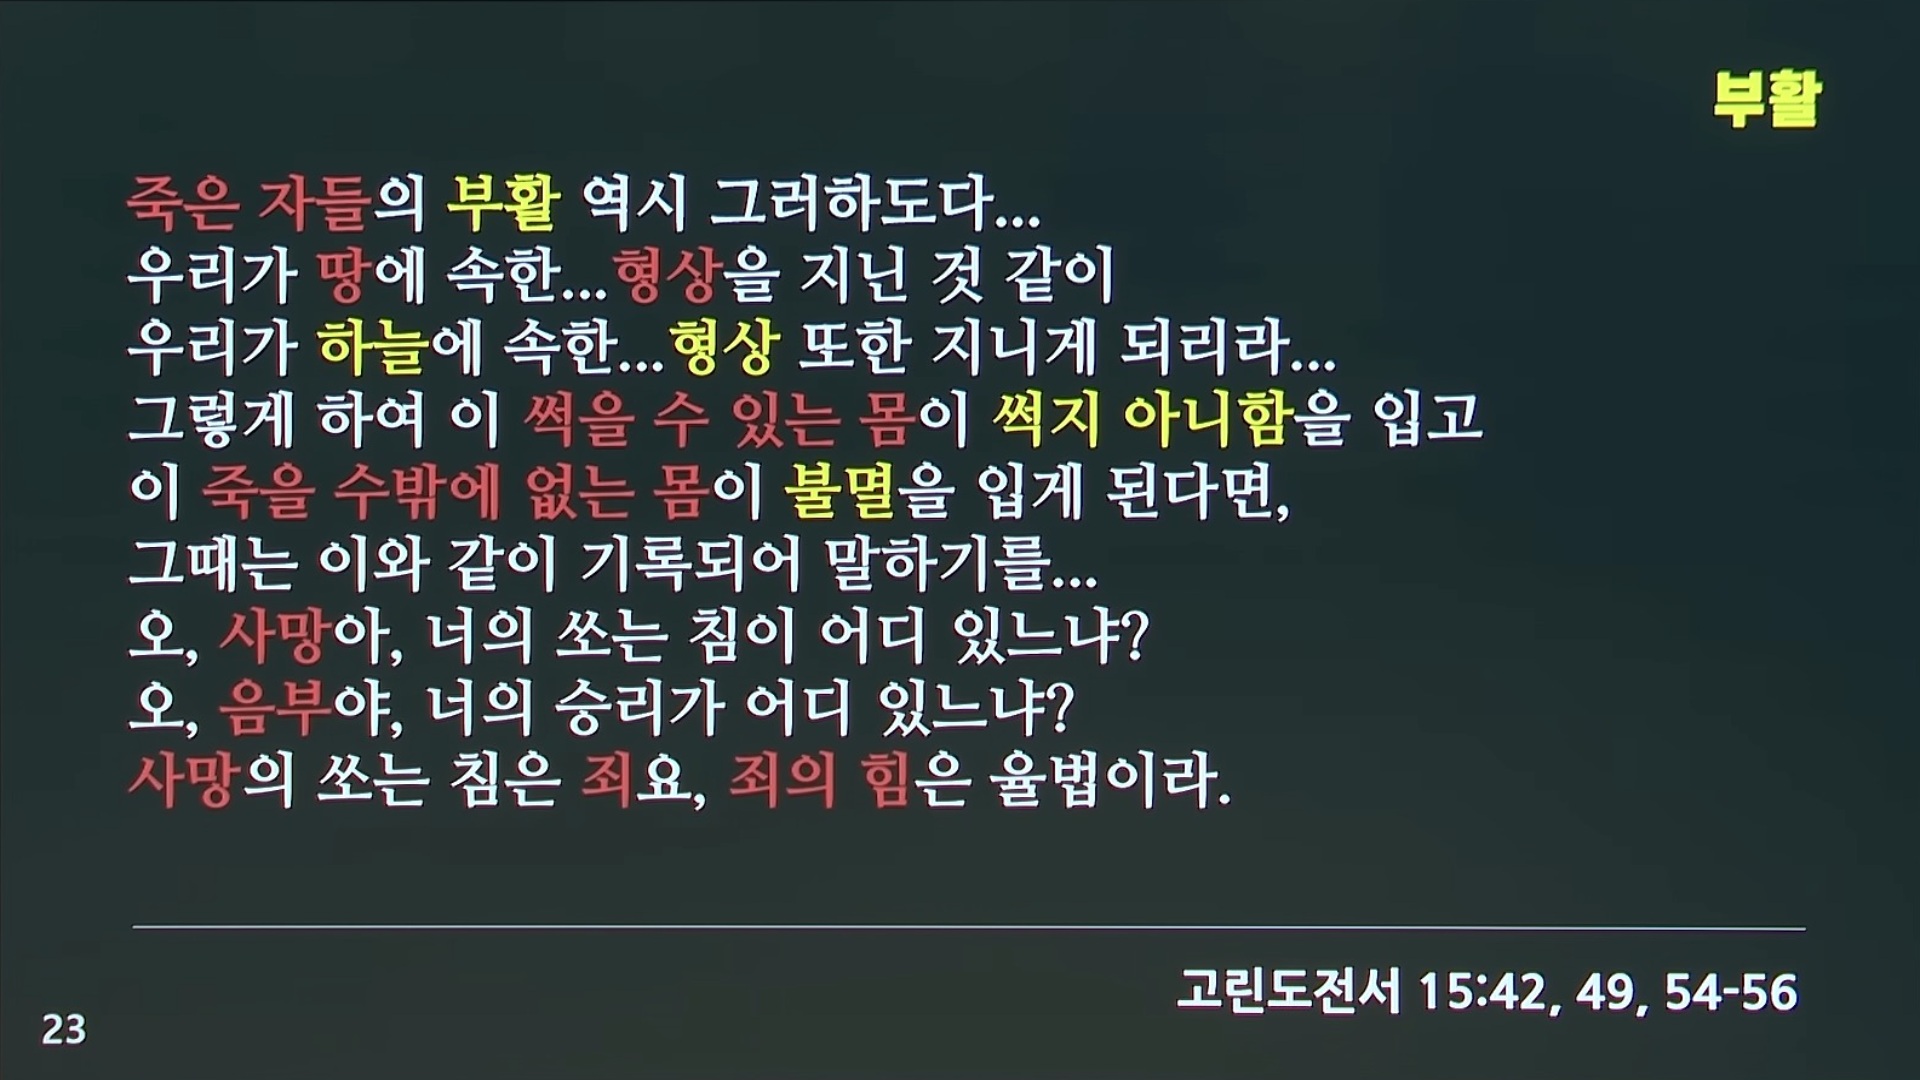 부활
죽은 자들의 부활 역시 그러하도다...
우리가 땅에 속한...형상을 지닌 것 같이
우리가 하늘에 속한...형상 또한 지니게 되리라...
그렇게 하여 이 썩을 수 있는 몸이 썩지 아니함을 입고
이 죽을 수밖에 없는 몸이 불멸을 입게 된다면,
그때는 이와 같이 기록되어 말하기를...
오, 사망아, 너의 쏘는 침이 어디 있느냐?
오, 음부야, 너의 승리가 어디 있느냐?
사망의 쏘는 침은 죄요, 죄의 힘은 율법이라.
고린도전서 15:42, 49, 54-56
23